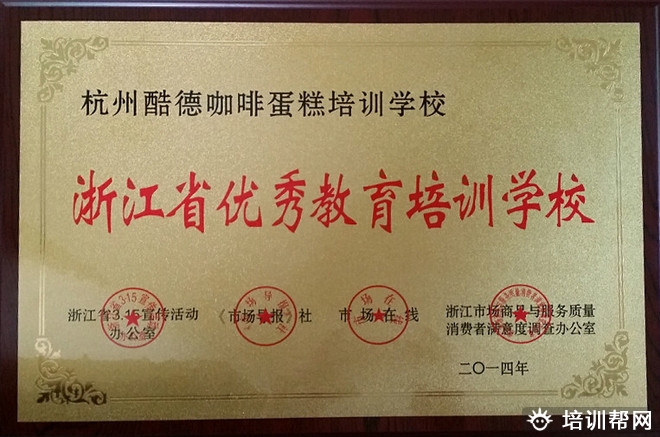 杭州酷德咖啡蛋糕培训学校
浙江省优秀教育培训学校
浙江省3.15宣传活动
办公室
《市场导报》社
市场在线
浙江市场商品与服务质量
消费者满意度调查办公室
二〇一四年
培训帮网